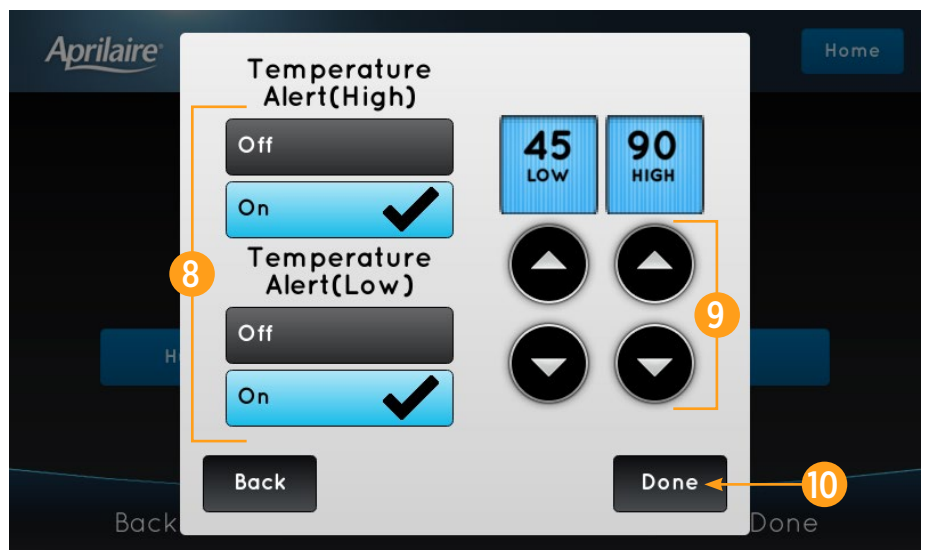 Aprilaire®
Home
Temperature
Alert(High)
Off
On
45
LOW
90
HIGH
Temperature
Alert(Low)
Off
On
8
9
H
Back
Done
10
Back
Done